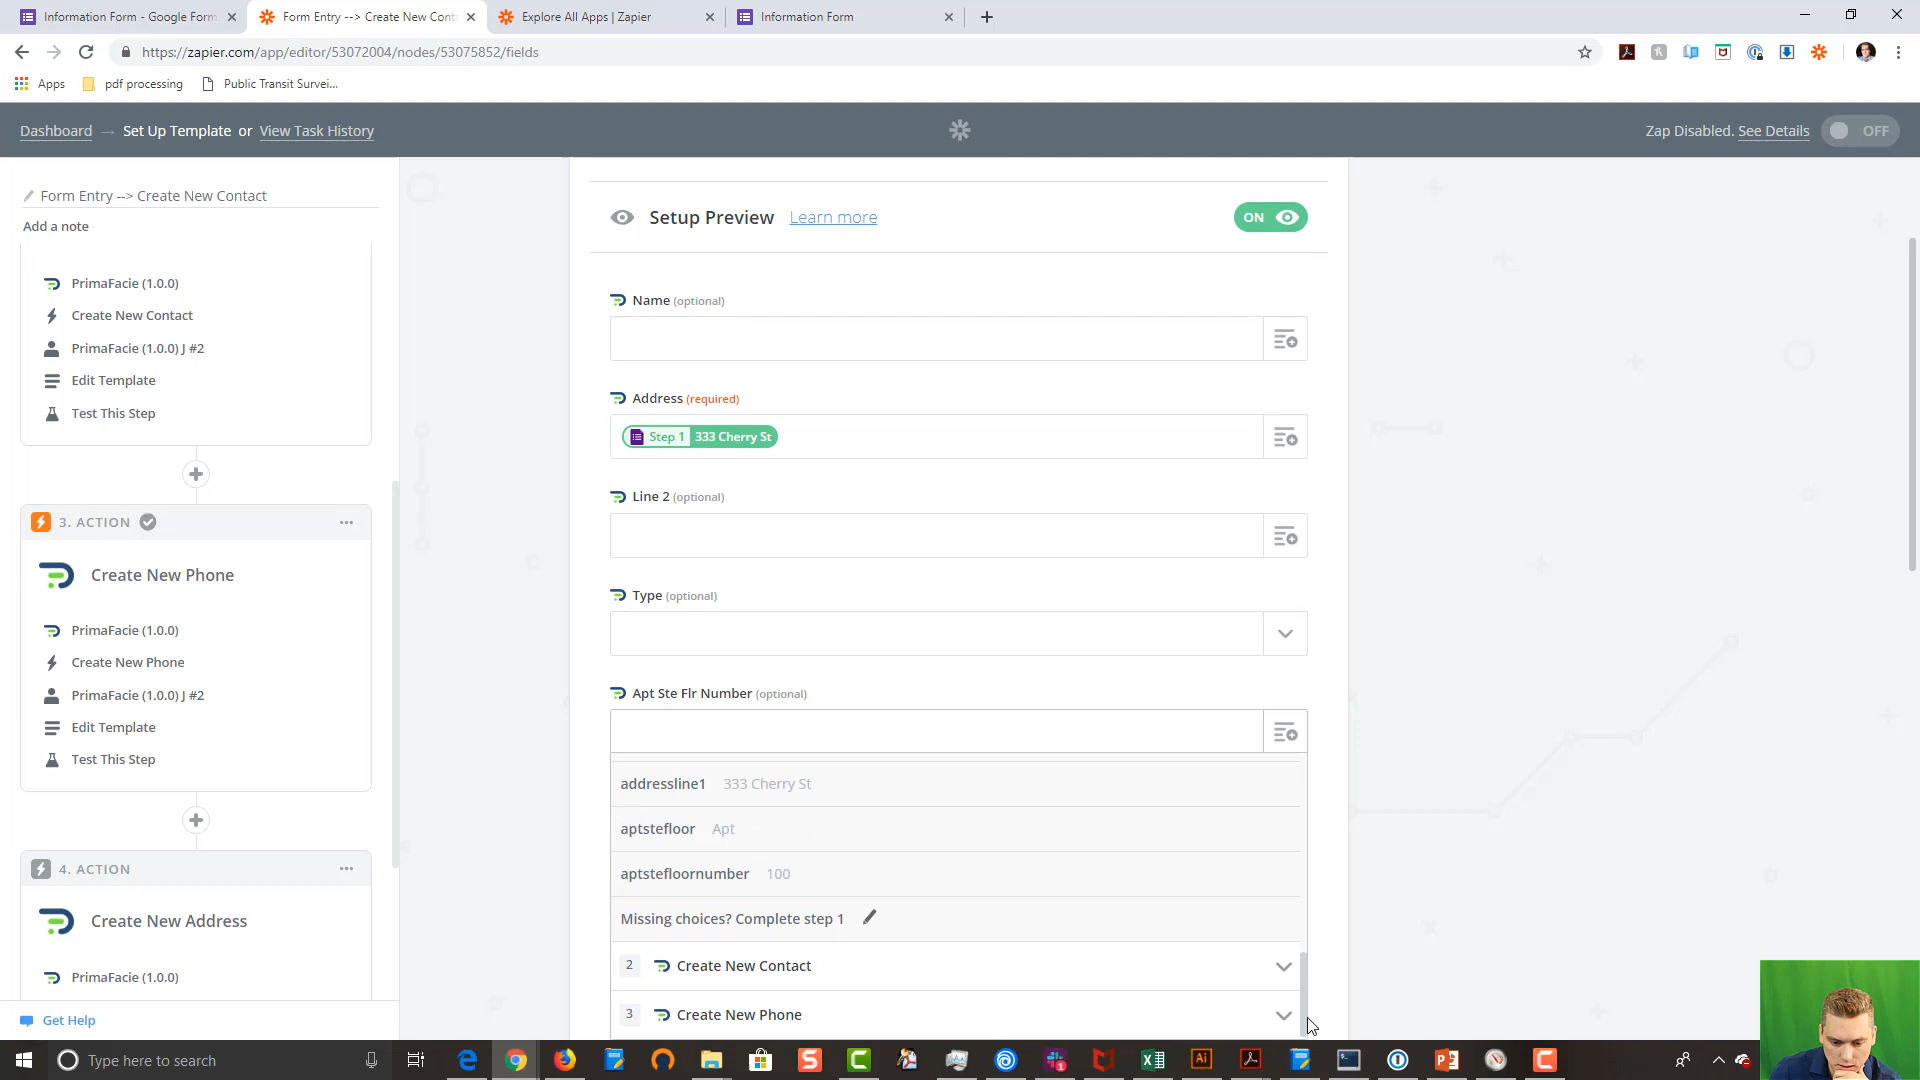 Information Form - Google Form
Form Entry --> Create New Conta
Explore All Apps | Zapier
Information Form
https://zapier.com/app/editor/53072004/nodes/53075852/fields
Apps
pdf processing
Public Transit Survei...
Dashboard → Set Up Template or View Task History
Zap Disabled. See Details
OFF
Form Entry --> Create New Contact
Add a note
PrimaFacie (1.0.0)
Create New Contact
PrimaFacie (1.0.0) J #2
Edit Template
Test This Step
3. ACTION
Create New Phone
PrimaFacie (1.0.0)
Create New Phone
PrimaFacie (1.0.0) J #2
Edit Template
Test This Step
4. ACTION
Create New Address
PrimaFacie (1.0.0)
Get Help
Setup Preview Learn more
ON
Name (optional)
Address (required)
Step 1 333 Cherry St
Line 2 (optional)
Type (optional)
Apt Ste Flr Number (optional)
addressline1 333 Cherry St
aptstefloor Apt
aptstefloornumber 100
Missing choices? Complete step 1
2 Create New Contact
3 Create New Phone
Type here to search